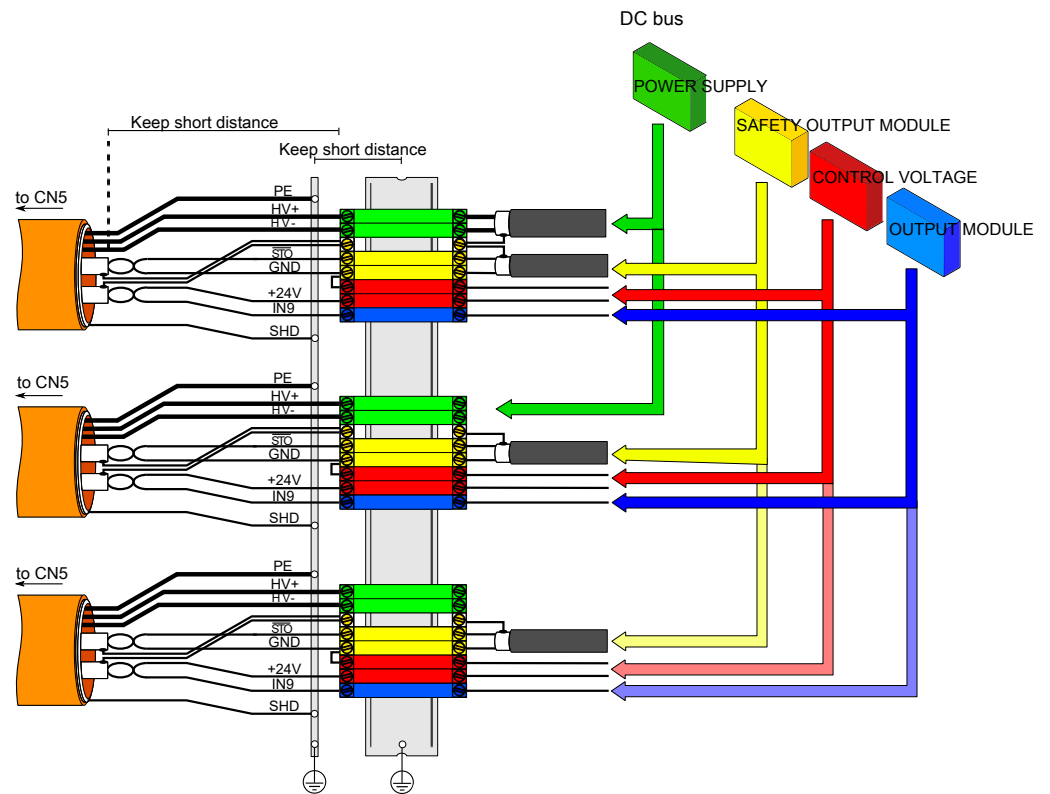 DC bus
POWER SUPPLY
SAFETY OUTPUT MODULE
CONTROL VOLTAGE
OUTPUT MODULE
Keep short distance
Keep short distance
to CN5
PE
HV+
HV-
STO
GND
+24V
IN9
SHD
to CN5
PE
HV+
HV-
STO
GND
+24V
IN9
SHD
to CN5
PE
HV+
HV-
STO
GND
+24V
IN9
SHD